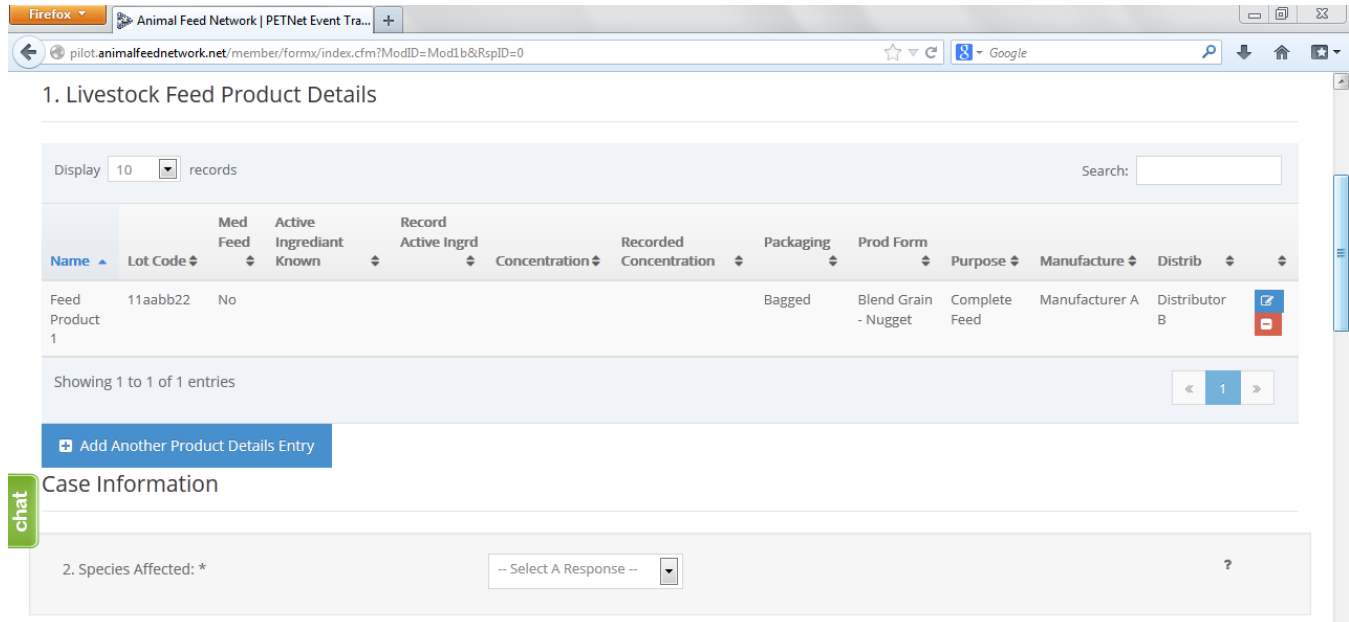 Firefox
Animal Feed Network | PETNet Event Tra...
pilot.animalfeednetwork.net/member/formx/index.cfm?ModID=Mod1b&RspID=0
Google
1. Livestock Feed Product Details
Display 10 records
Search:
Name
Lot Code
Med Feed
Active Ingrediant Known
Record Active Ingrd
Concentration
Recorded Concentration
Packaging
Prod Form
Purpose
Manufacture
Distrib
Feed Product 1
11aabb22
No
Bagged
Blend Grain - Nugget
Complete Feed
Manufacturer A
Distributor B
Showing 1 to 1 of 1 entries
« 1 »
Add Another Product Details Entry
chat
Case Information
2. Species Affected: *
-- Select A Response --
?